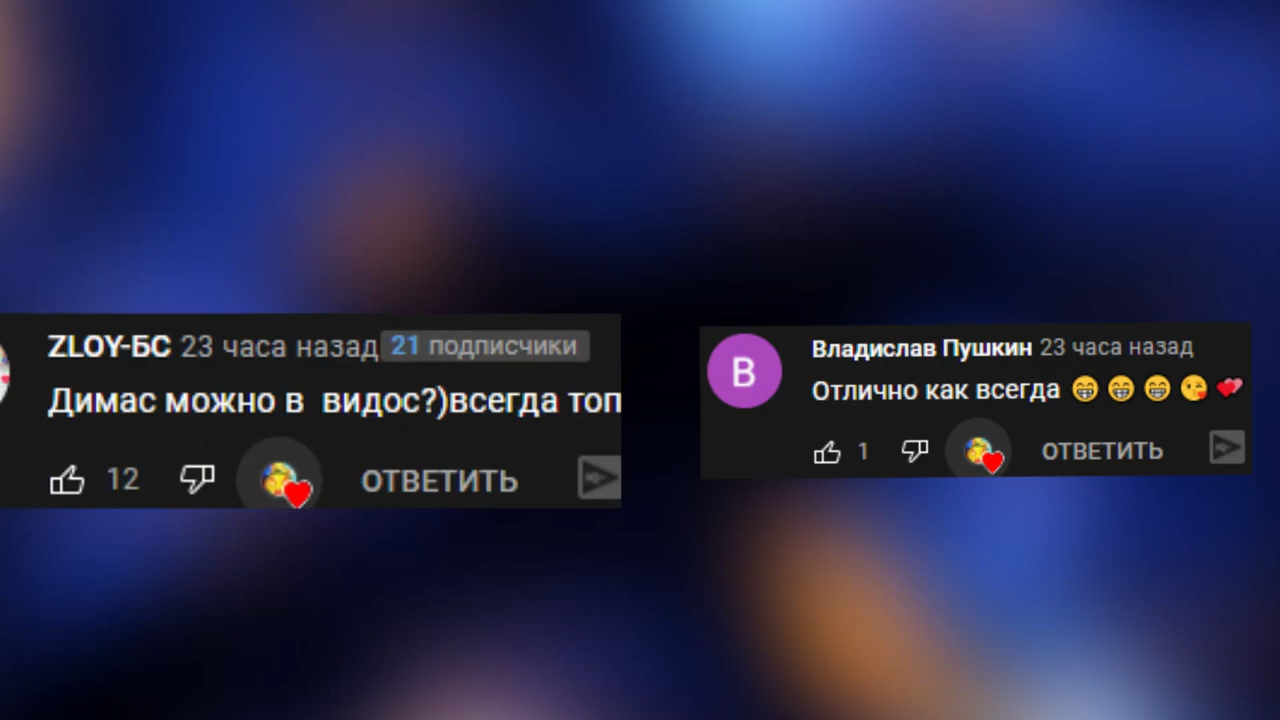 ZLOY-БС 23 часа назад 21 подписчики
Димас можно в видос?)всегда топ
12 ОТВЕТИТЬ
В
Владислав Пушкин 23 часа назад
Отлично как всегда 😁 😁 😁 😘 💕
1 ОТВЕТИТЬ